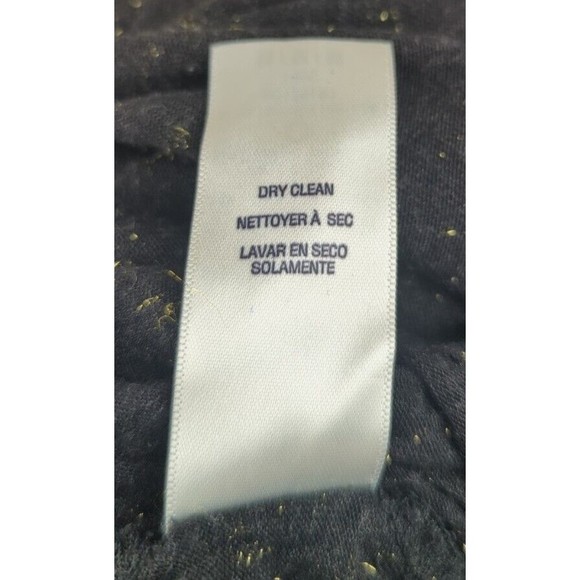 DRY CLEAN
NETTOYER À SEC
LAVAR EN SECO
SOLAMENTE